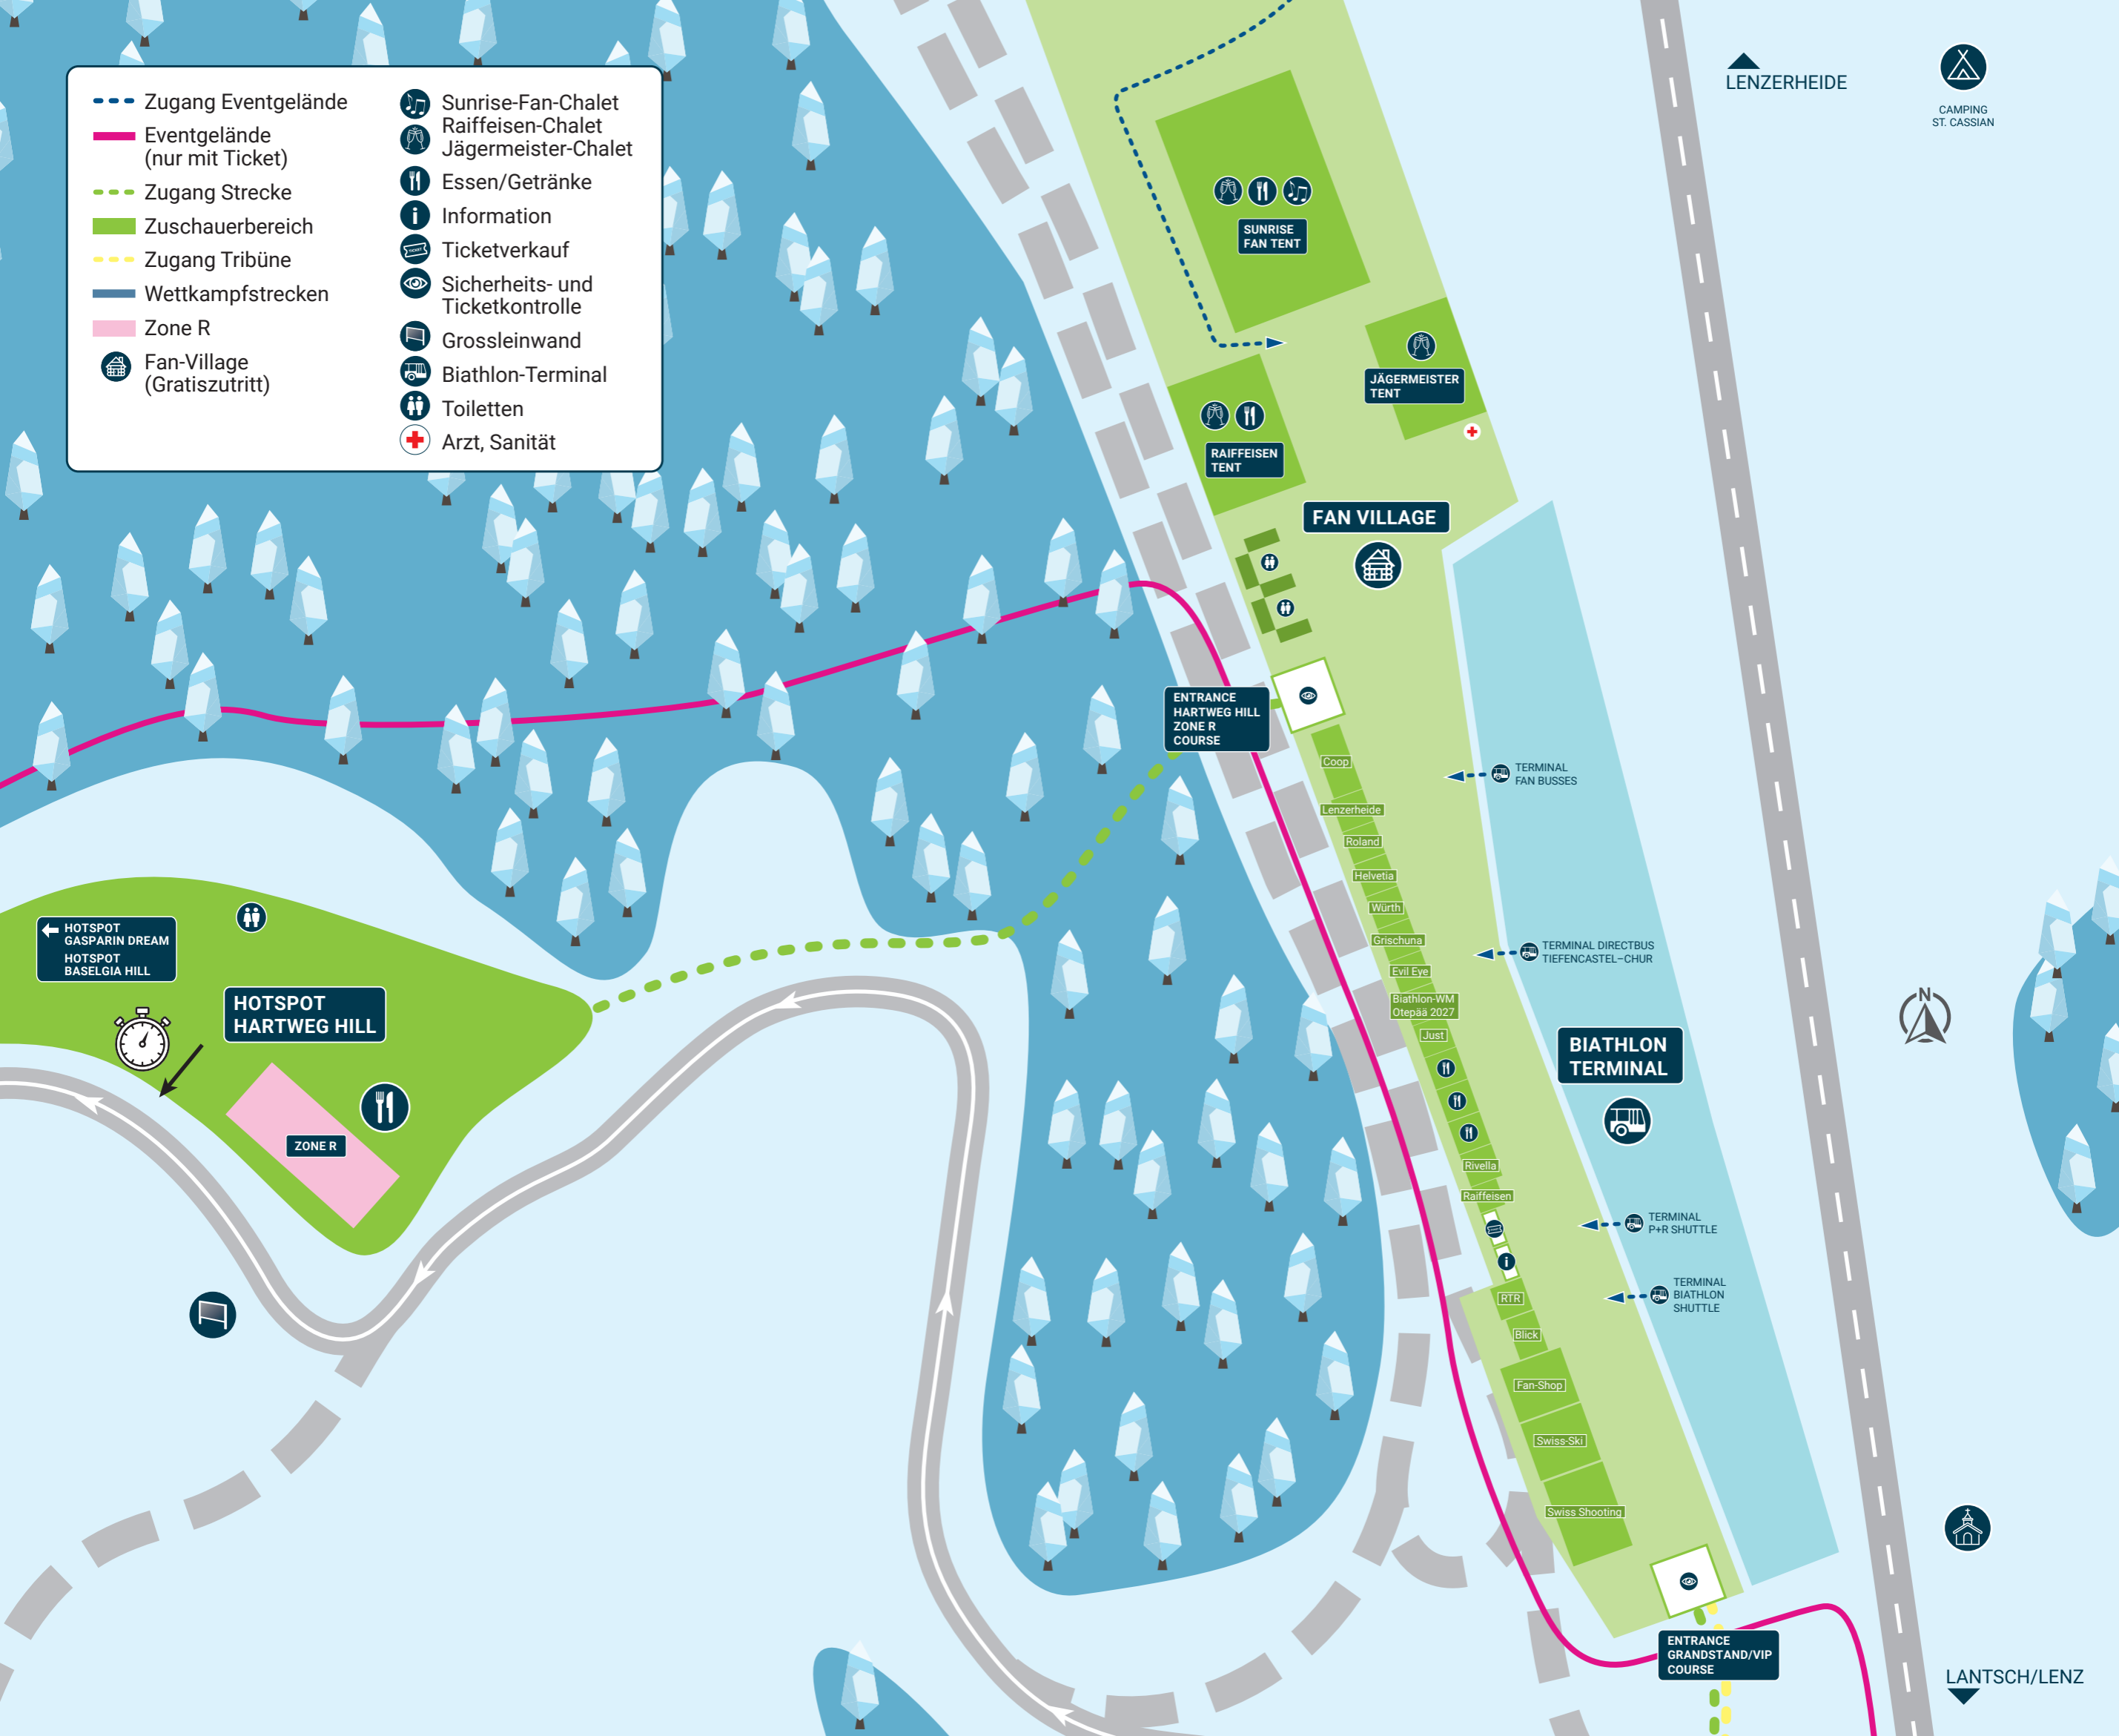 Zugang Eventgelände
Eventgelände
(nur mit Ticket)
Zugang Strecke
Zuschauerbereich
Zugang Tribüne
Wettkampfstrecken
Zone R
Fan-Village
(Gratiszutritt)
Sunrise-Fan-Chalet
Raiffeisen-Chalet
Jägermeister-Chalet
Essen/Getränke
Information
Ticketverkauf
Sicherheits- und
Ticketkontrolle
Grossleinwand
Biathlon-Terminal
Toiletten
Arzt, Sanität
LENZERHEIDE
CAMPING
ST. CASSIAN
SUNRISE
FAN TENT
JÄGERMEISTER
TENT
RAIFFEISEN
TENT
FAN VILLAGE
ENTRANCE
HARTWEG HILL
ZONE R
COURSE
Coop
Lenzerheide
Roland
Helvetia
Würth
Grischuna
Evil Eye
Biathlon-WM
Otepää 2027
Just
Rivella
Raiffeisen
RTR
Blick
Fan-Shop
Swiss-Ski
Swiss Shooting
TERMINAL
FAN BUSSES
TERMINAL DIRECTBUS
TIEFENCASTEL–CHUR
BIATHLON
TERMINAL
TERMINAL
P+R SHUTTLE
TERMINAL
BIATHLON
SHUTTLE
N
HOTSPOT
GASPARIN DREAM
HOTSPOT
BASELGIA HILL
HOTSPOT
HARTWEG HILL
ZONE R
ENTRANCE
GRANDSTAND/VIP
COURSE
LANTSCH/LENZ